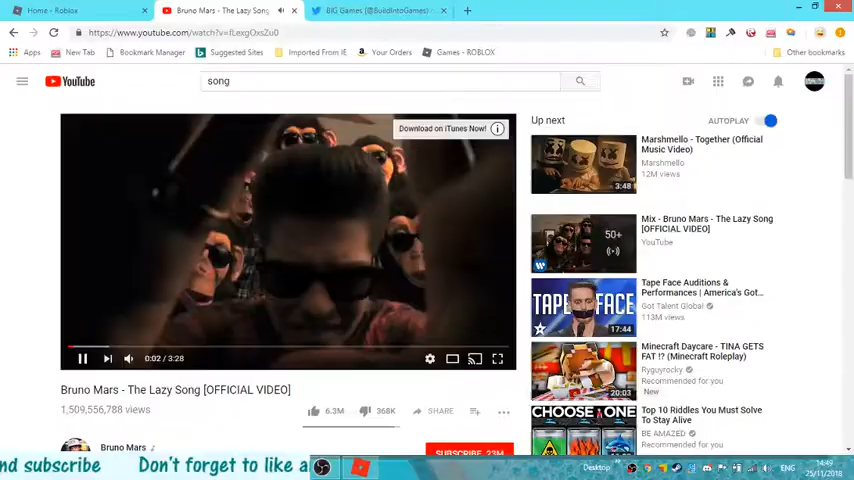 Home - Roblox
Bruno Mars - The Lazy Song
BIG Games (@BuildIntoGames) 
https://www.youtube.com/watch?v=fLexgOxsZu0
Apps
New Tab
Bookmark Manager
Suggested Sites
Imported From IE
Your Orders
Games - ROBLOX
Other bookmarks
YouTube
song
Download on iTunes Now!
0:02 / 3:28
Up next
AUTOPLAY
3:48
Marshmello - Together (Official
Music Video)
Marshmello
12M views
50+
Mix - Bruno Mars - The Lazy Song
[OFFICIAL VIDEO]
YouTube
TAPE FACE
17:44
Tape Face Auditions &
Performances | America's Got...
Got Talent Global
113M views
20:03
Minecraft Daycare - TINA GETS
FAT !? (Minecraft Roleplay)
Ryguyrocky
Recommended for you
New
CHOOSE ONE
Top 10 Riddles You Must Solve
To Stay Alive
BE AMAZED
Recommended for you
Bruno Mars - The Lazy Song [OFFICIAL VIDEO]
1,509,556,788 views
6.3M
368K
SHARE
Bruno Mars
SUBSCRIBE 23M
nd subscribe
Don't forget to like a
Desktop
ENG
14:49
25/11/2018